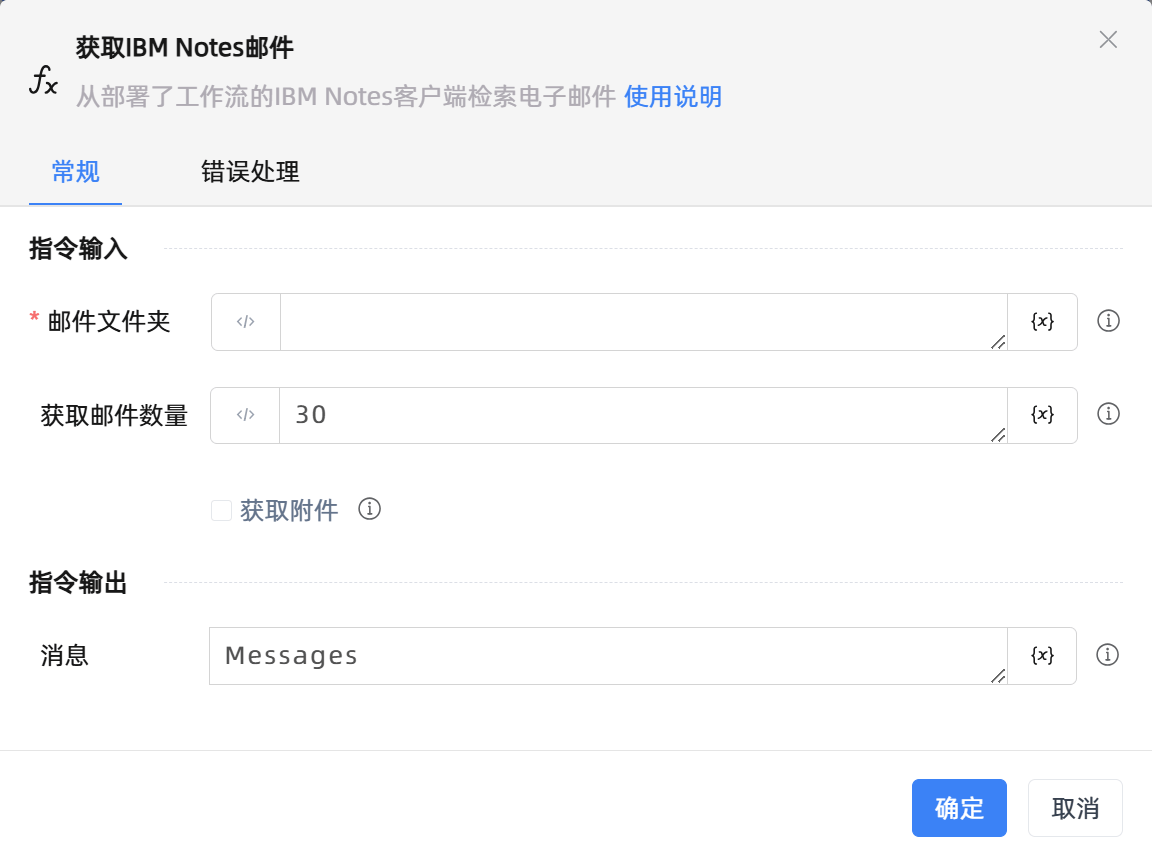 获取IBM Notes邮件
fx
从部署了工作流的IBM Notes客户端检索电子邮件 使用说明
常规 错误处理
指令输入
* 邮件文件夹 </> {x}
获取邮件数量 </> 30 {x}
获取附件
指令输出
消息 Messages {x}
确定 取消